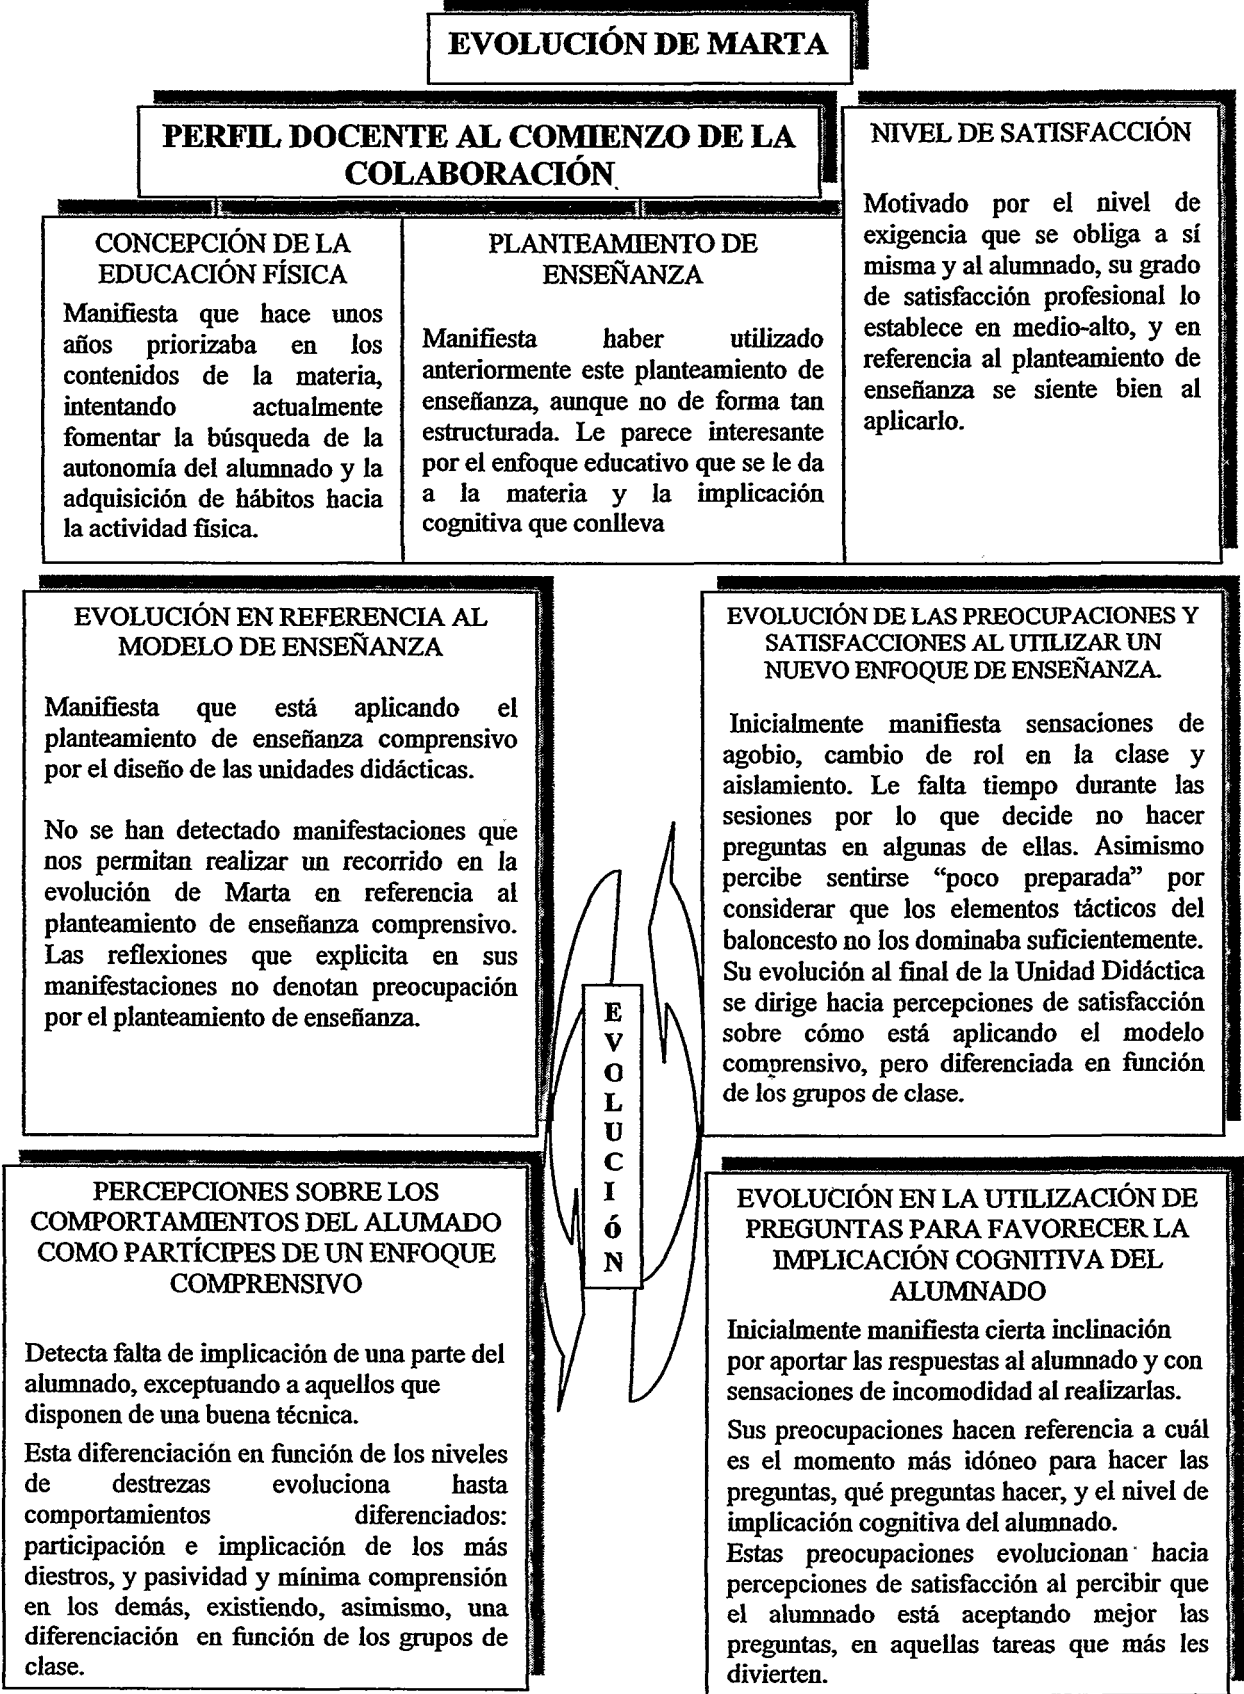 EVOLUCIÓN DE MARTA
PERFIL DOCENTE AL COMIENZO DE LA
COLABORACIÓN
CONCEPCIÓN DE LA
EDUCACIÓN FÍSICA
Manifiesta que hace unos
años priorizaba en los
contenidos de la materia,
intentando actualmente
fomentar la búsqueda de la
autonomía del alumnado y la
adquisición de hábitos hacia
la actividad física.
PLANTEAMIENTO DE
ENSEÑANZA
Manifiesta haber utilizado
anteriormente este planteamiento de
enseñanza, aunque no de forma tan
estructurada. Le parece interesante
por el enfoque educativo que se le da
a la materia y la implicación
cognitiva que conlleva
NIVEL DE SATISFACCIÓN
Motivado por el nivel de
exigencia que se obliga a sí
misma y al alumnado, su grado
de satisfacción profesional lo
establece en medio-alto, y en
referencia al planteamiento de
enseñanza se siente bien al
aplicarlo.
EVOLUCIÓN EN REFERENCIA AL
MODELO DE ENSEÑANZA
Manifiesta que está aplicando el
planteamiento de enseñanza comprensivo
por el diseño de las unidades didácticas.
No se han detectado manifestaciones que
nos permitan realizar un recorrido en la
evolución de Marta en referencia al
planteamiento de enseñanza comprensivo.
Las reflexiones que explicita en sus
manifestaciones no denotan preocupación
por el planteamiento de enseñanza.
EVOLUCIÓN DE LAS PREOCUPACIONES Y
SATISFACCIONES AL UTILIZAR UN
NUEVO ENFOQUE DE ENSEÑANZA.
Inicialmente manifiesta sensaciones de
agobio, cambio de rol en la clase y
aislamiento. Le falta tiempo durante las
sesiones por lo que decide no hacer
preguntas en algunas de ellas. Asimismo
percibe sentirse “poco preparada” por
considerar que los elementos tácticos del
baloncesto no los dominaba suficientemente.
Su evolución al final de la Unidad Didáctica
se dirige hacia percepciones de satisfacción
sobre cómo está aplicando el modelo
comprensivo, pero diferenciada en función
de los grupos de clase.
E
V
O
L
U
C
I
ó
N
PERCEPCIONES SOBRE LOS
COMPORTAMIENTOS DEL ALUMADO
COMO PARTÍCIPES DE UN ENFOQUE
COMPRENSIVO
Detecta falta de implicación de una parte del
alumnado, exceptuando a aquellos que
disponen de una buena técnica.
Esta diferenciación en función de los niveles
de destrezas evoluciona hasta
comportamientos diferenciados:
participación e implicación de los más
diestros, y pasividad y mínima comprensión
en los demás, existiendo, asimismo, una
diferenciación en función de los grupos de
clase.
EVOLUCIÓN EN LA UTILIZACIÓN DE
PREGUNTAS PARA FAVORECER LA
IMPLICACIÓN COGNITIVA DEL
ALUMNADO
Inicialmente manifiesta cierta inclinación
por aportar las respuestas al alumnado y con
sensaciones de incomodidad al realizarlas.
Sus preocupaciones hacen referencia a cuál
es el momento más idóneo para hacer las
preguntas, qué preguntas hacer, y el nivel de
implicación cognitiva del alumnado.
Estas preocupaciones evolucionan hacia
percepciones de satisfacción al percibir que
el alumnado está aceptando mejor las
preguntas, en aquellas tareas que más les
divierten.